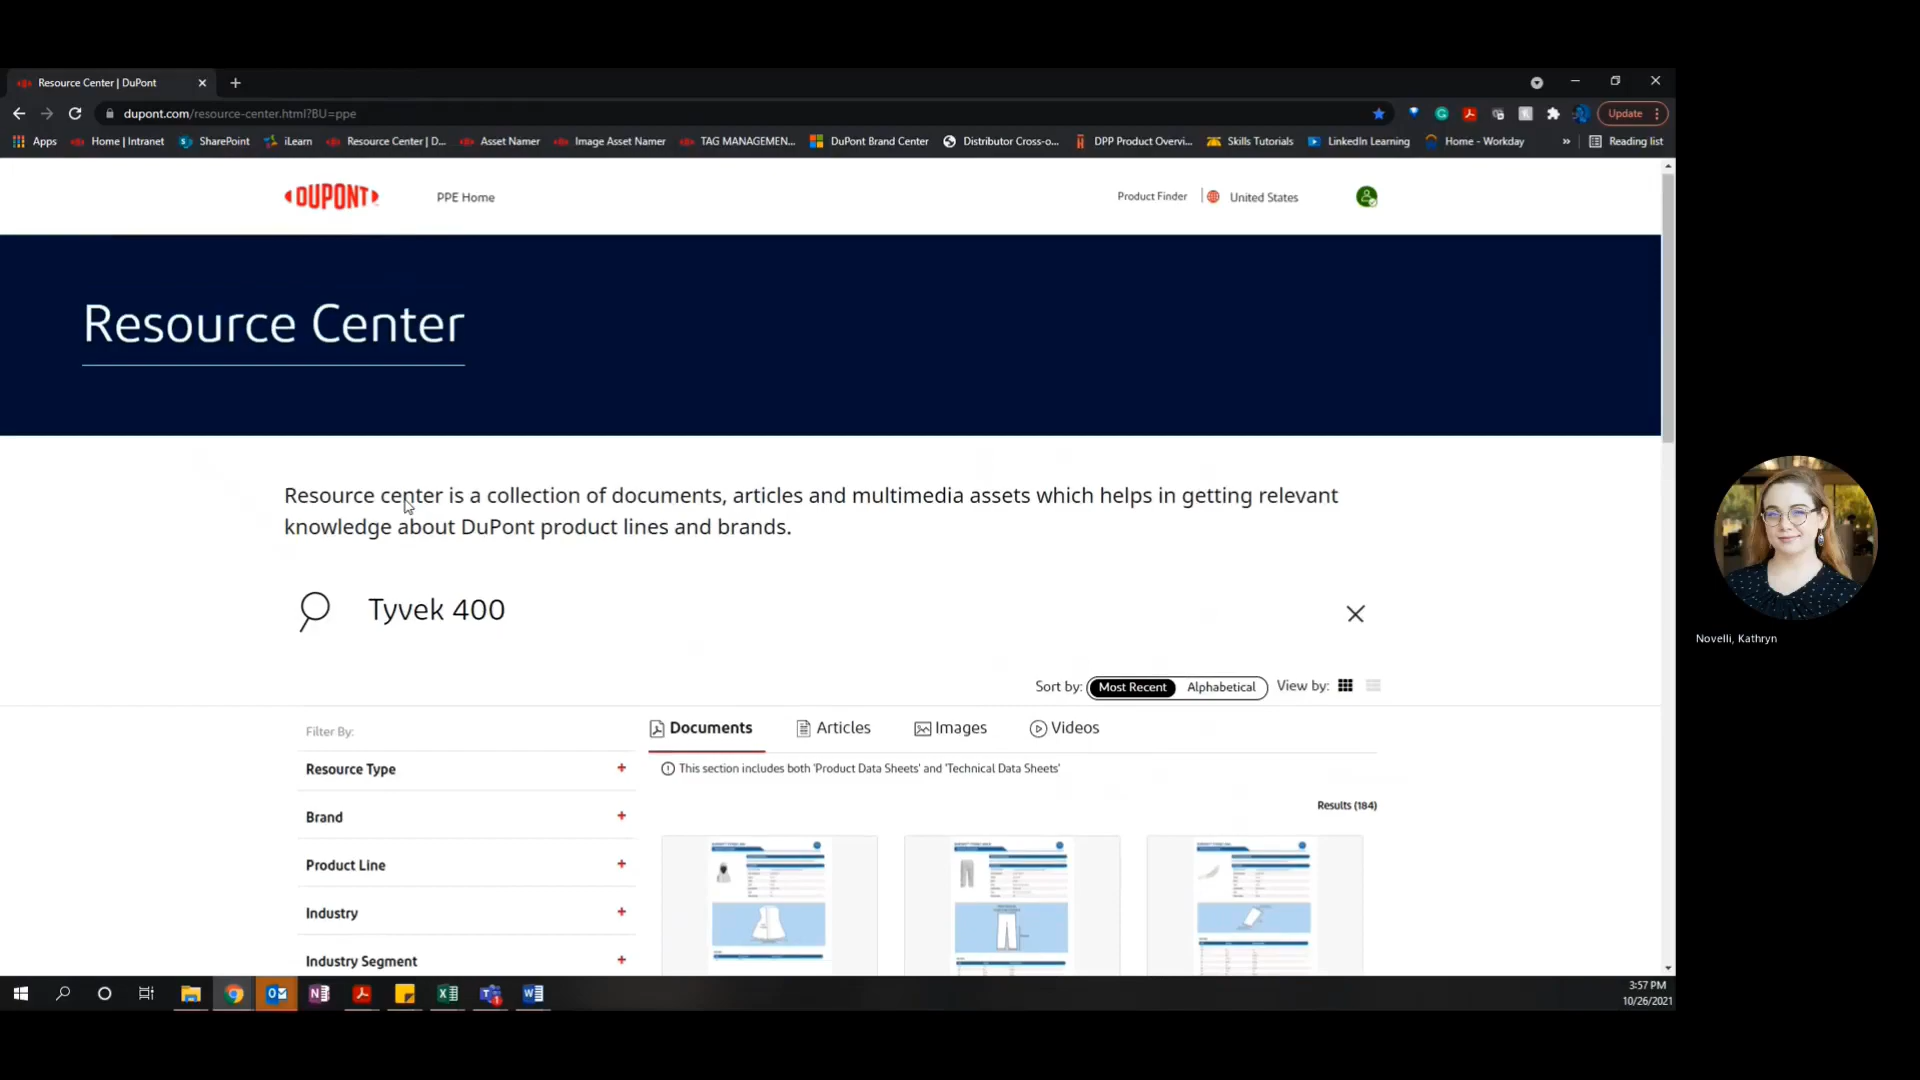 Resource Center | DuPont
dupont.com/resource-center.html?BU=ppe
Update
Apps
Home | Intranet
SharePoint
iLearn
Resource Center | D...
Asset Namer
Image Asset Namer
TAG MANAGEMEN...
DuPont Brand Center
Distributor Cross-o...
DPP Product Overvi...
Skills Tutorials
LinkedIn Learning
Home - Workday
»
Reading list
DUPONT
PPE Home
Product Finder
United States
Resource Center
Resource center is a collection of documents, articles and multimedia assets which helps in getting relevant
knowledge about DuPont product lines and brands.
Tyvek 400
Novelli, Kathryn
Sort by:
Most Recent
Alphabetical
View by:
Filter By:
Documents
Articles
Images
Videos
This section includes both 'Product Data Sheets' and 'Technical Data Sheets'
Resource Type +
Results (184)
Brand +
Product Line +
Industry +
Industry Segment +
3:57 PM
10/26/2021